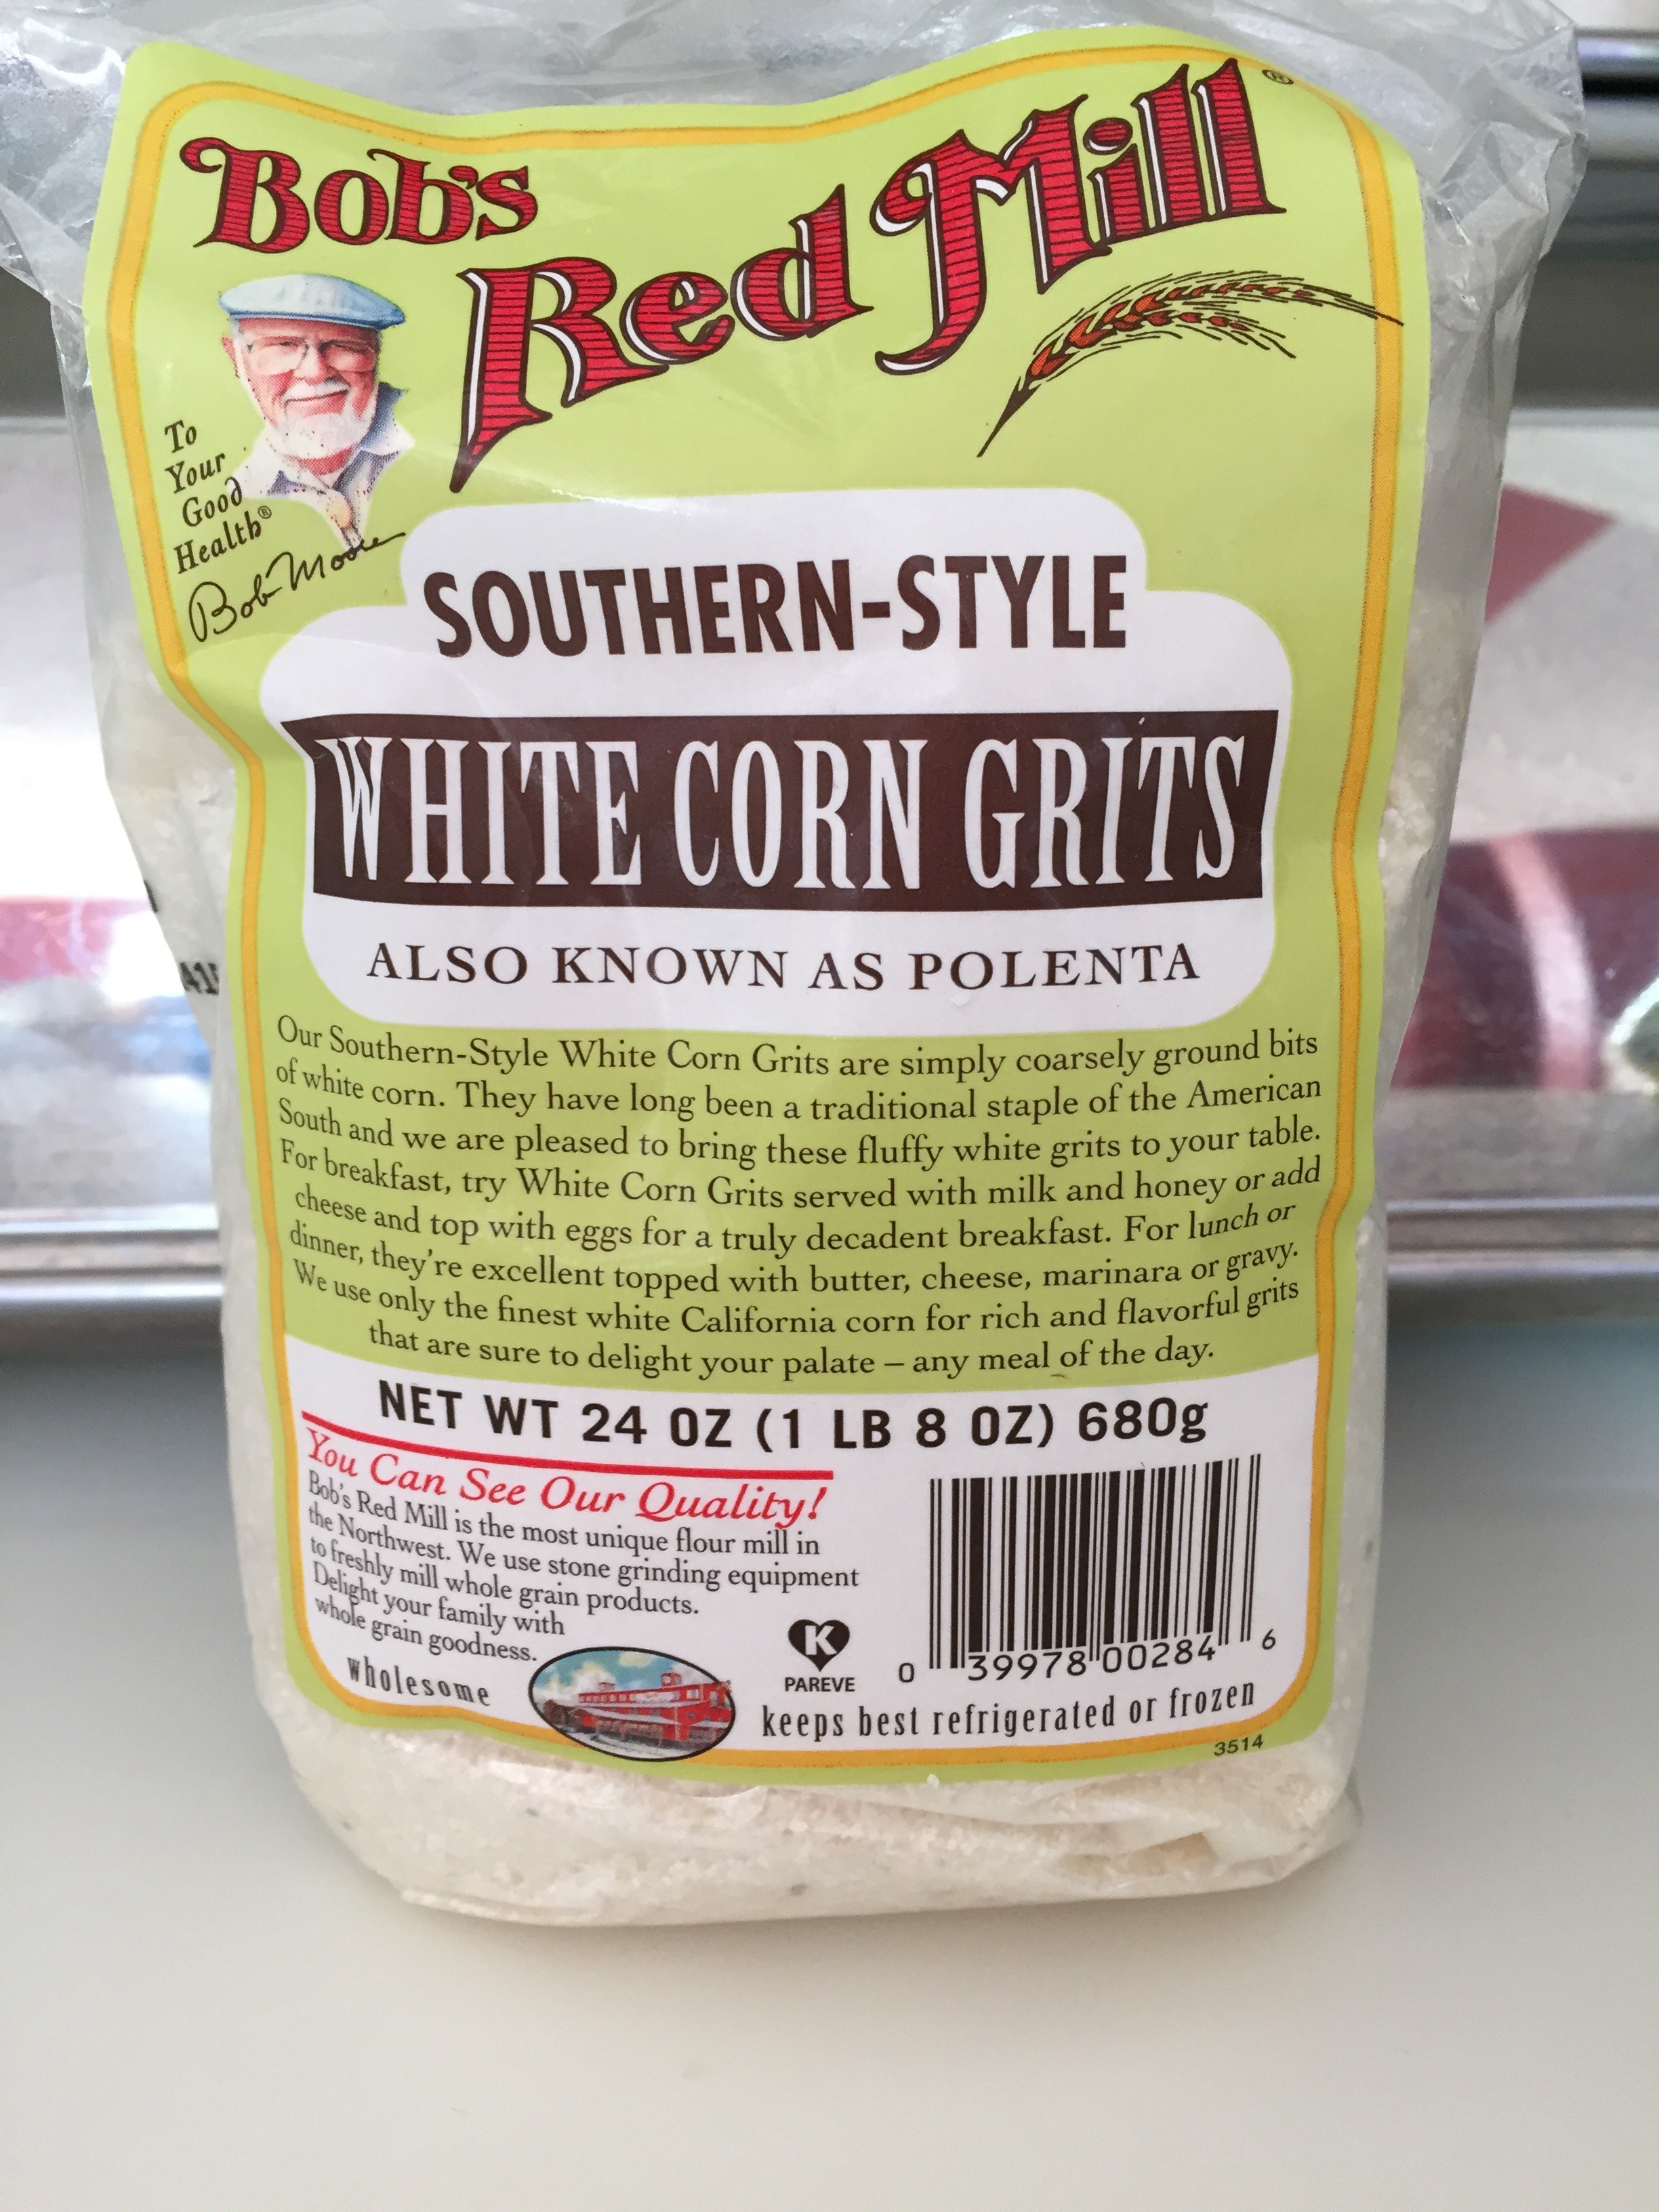 Bob's
Red Mill®
To
Your
Good
Health®
Bob Moore
SOUTHERN-STYLE
WHITE CORN GRITS
ALSO KNOWN AS POLENTA
Our Southern-Style White Corn Grits are simply coarsely ground bits
of white corn. They have long been a traditional staple of the American
South and we are pleased to bring these fluffy white grits to your table.
For breakfast, try White Corn Grits served with milk and honey or add
cheese and top with eggs for a truly decadent breakfast. For lunch or
dinner, they're excellent topped with butter, cheese, marinara or gravy.
We use only the finest white California corn for rich and flavorful grits
that are sure to delight your palate – any meal of the day.
NET WT 24 OZ (1 LB 8 OZ) 680g
You Can See Our Quality!
Bob's Red Mill is the most unique flour mill in
the Northwest. We use stone grinding equipment
to freshly mill whole grain products.
Delight your family with
whole grain goodness.
wholesome
K
PAREVE
0 39978 00284 6
keeps best refrigerated or frozen
3514